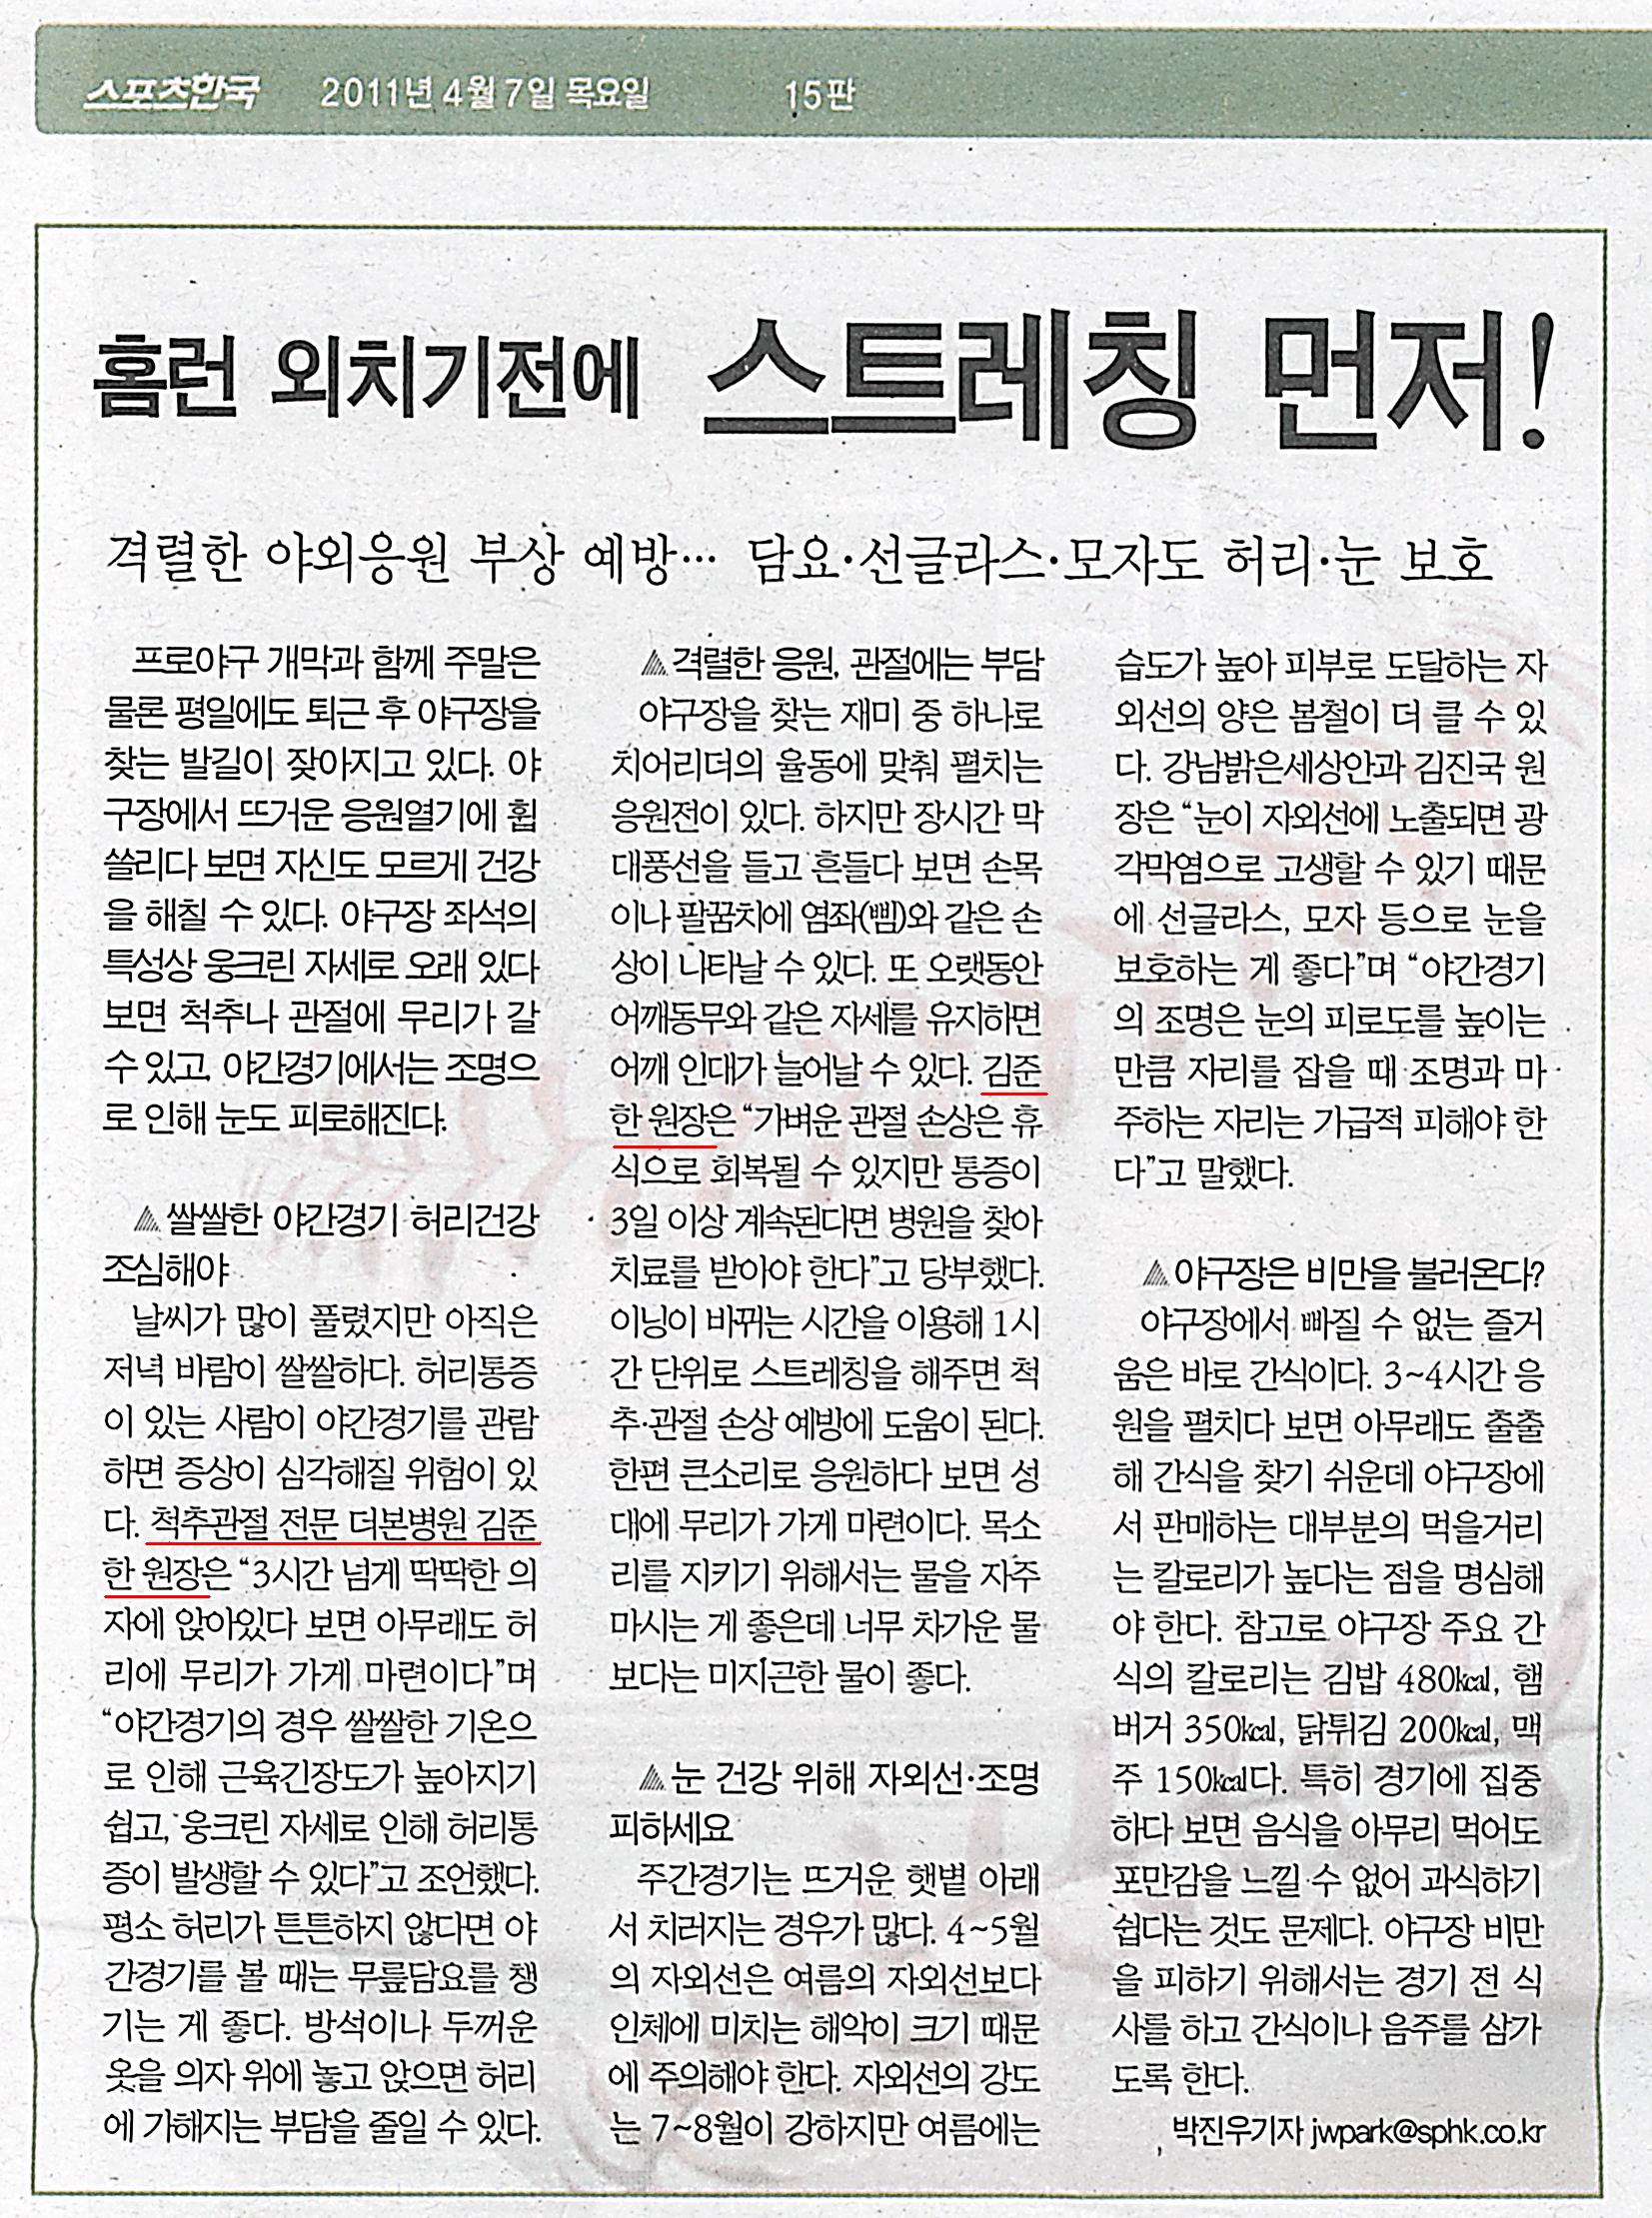 스포츠한국 2011년 4월 7일 목요일 15판
홈런 외치기전에 스트레칭 먼저!
격렬한 야외응원 부상 예방… 담요·선글라스·모자도 허리·눈 보호
프로야구 개막과 함께 주말은
물론 평일에도 퇴근 후 야구장을
찾는 발길이 잦아지고 있다. 야
구장에서 뜨거운 응원열기에 휩
쓸리다 보면 자신도 모르게 건강
을 해칠 수 있다. 야구장 좌석의
특성상 웅크린 자세로 오래 있다
보면 척추나 관절에 무리가 갈
수 있고, 야간경기에서는 조명으
로 인해 눈도 피로해진다.
▲쌀쌀한 야간경기 허리건강
조심해야
날씨가 많이 풀렸지만 아직은
저녁 바람이 쌀쌀하다. 허리통증
이 있는 사람이 야간경기를 관람
하면 증상이 심각해질 위험이 있
다. 척추관절 전문 더본병원 김준
한 원장은 “3시간 넘게 딱딱한 의
자에 앉아있다 보면 아무래도 허
리에 무리가 가게 마련이다”며
“야간경기의 경우 쌀쌀한 기온으
로 인해 근육긴장도가 높아지기
쉽고, 웅크린 자세로 인해 허리통
증이 발생할 수 있다”고 조언했다.
평소 허리가 튼튼하지 않다면 야
간경기를 볼 때는 무릎담요를 챙
기는 게 좋다. 방석이나 두꺼운
옷을 의자 위에 놓고 앉으면 허리
에 가해지는 부담을 줄일 수 있다.
▲격렬한 응원, 관절에는 부담
야구장을 찾는 재미 중 하나로
치어리더의 율동에 맞춰 펼치는
응원전이 있다. 하지만 장시간 막
대풍선을 들고 흔들다 보면 손목
이나 팔꿈치에 염좌(삠)와 같은 손
상이 나타날 수 있다. 또 오랫동안
어깨동무와 같은 자세를 유지하면
어깨 인대가 늘어날 수 있다. 김준
한 원장은 “가벼운 관절 손상은 휴
식으로 회복될 수 있지만 통증이
3일 이상 계속된다면 병원을 찾아
치료를 받아야 한다”고 당부했다.
이닝이 바뀌는 시간을 이용해 1시
간 단위로 스트레칭을 해주면 척
추·관절 손상 예방에 도움이 된다.
한편 큰소리로 응원하다 보면 성
대에 무리가 가게 마련이다. 목소
리를 지키기 위해서는 물을 자주
마시는 게 좋은데 너무 차가운 물
보다는 미지근한 물이 좋다.
▲눈 건강 위해 자외선·조명
피하세요
주간경기는 뜨거운 햇볕 아래
서 치러지는 경우가 많다. 4~5월
의 자외선은 여름의 자외선보다
인체에 미치는 해악이 크기 때문
에 주의해야 한다. 자외선의 강도
는 7~8월이 강하지만 여름에는
습도가 높아 피부로 도달하는 자
외선의 양은 봄철이 더 클 수 있
다. 강남밝은세상안과 김진국 원
장은 “눈이 자외선에 노출되면 광
각막염으로 고생할 수 있기 때문
에 선글라스, 모자 등으로 눈을
보호하는 게 좋다”며 “야간경기
의 조명은 눈의 피로도를 높이는
만큼 자리를 잡을 때 조명과 마
주하는 자리는 가급적 피해야 한
다”고 말했다.
▲야구장은 비만을 불러온다?
야구장에서 빠질 수 없는 즐거
움은 바로 간식이다. 3~4시간 응
원을 펼치다 보면 아무래도 출출
해 간식을 찾기 쉬운데 야구장에
서 판매하는 대부분의 먹을거리
는 칼로리가 높다는 점을 명심해
야 한다. 참고로 야구장 주요 간
식의 칼로리는 김밥 480㎉, 햄
버거 350㎉, 닭튀김 200㎉, 맥
주 150㎉다. 특히 경기에 집중
하다 보면 음식을 아무리 먹어도
포만감을 느낄 수 없어 과식하기
쉽다는 것도 문제다. 야구장 비만
을 피하기 위해서는 경기 전 식
사를 하고 간식이나 음주를 삼가
도록 한다.
박진우기자 jwpark@sphk.co.kr